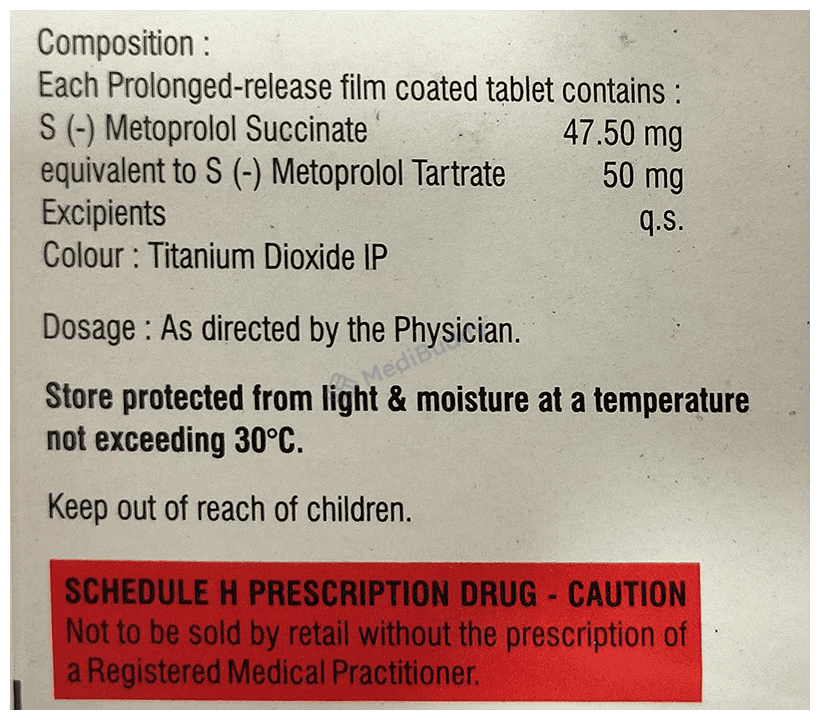 Composition :
Each Prolonged-release film coated tablet contains :
S (-) Metoprolol Succinate 47.50 mg
equivalent to S (-) Metoprolol Tartrate 50 mg
Excipients q.s.
Colour : Titanium Dioxide IP
Dosage : As directed by the Physician.
Store protected from light & moisture at a temperature
not exceeding 30°C.
Keep out of reach of children.
SCHEDULE H PRESCRIPTION DRUG - CAUTION
Not to be sold by retail without the prescription of
a Registered Medical Practitioner.